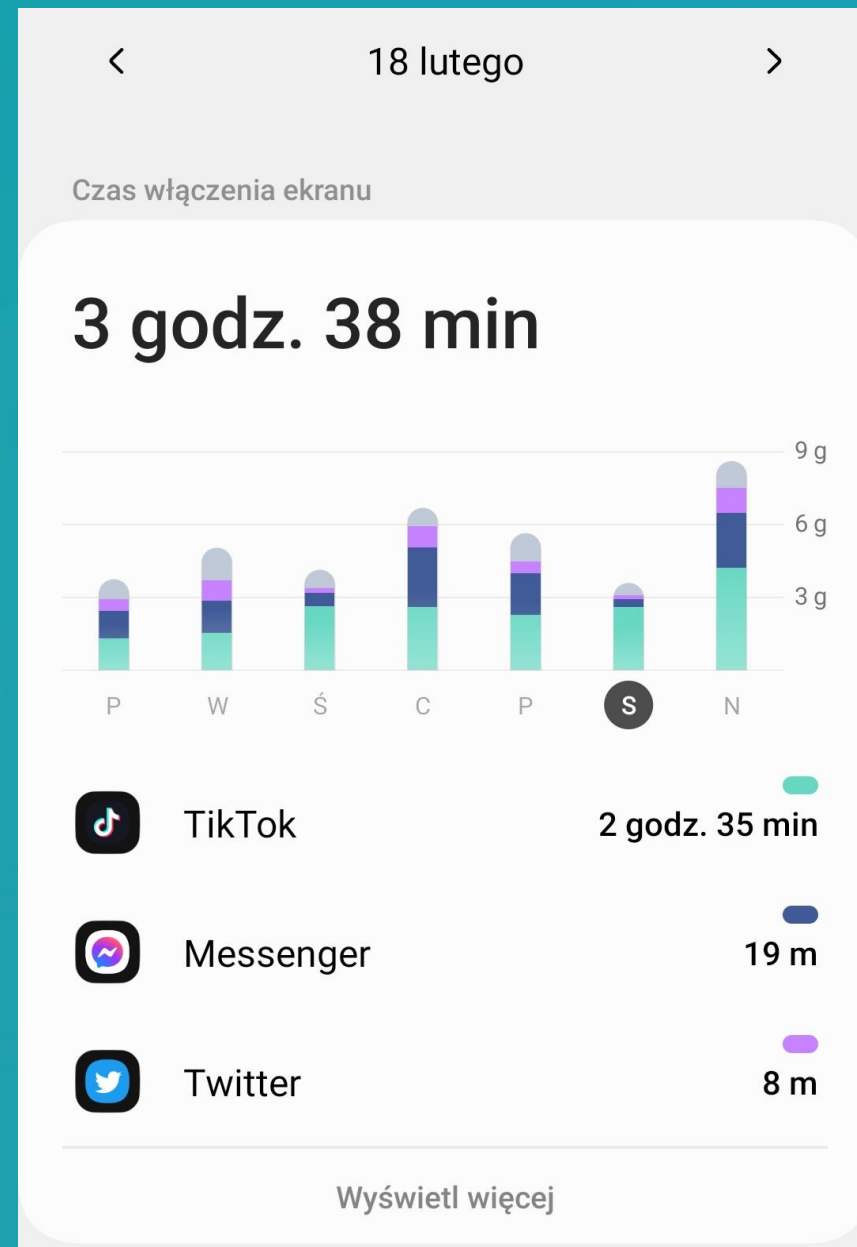 18 lutego
Czas włączenia ekranu
3 godz. 38 min
9 g
6 g
3 g
P W Ś C P S N
TikTok 2 godz. 35 min
Messenger 19 m
Twitter 8 m
Wyświetl więcej